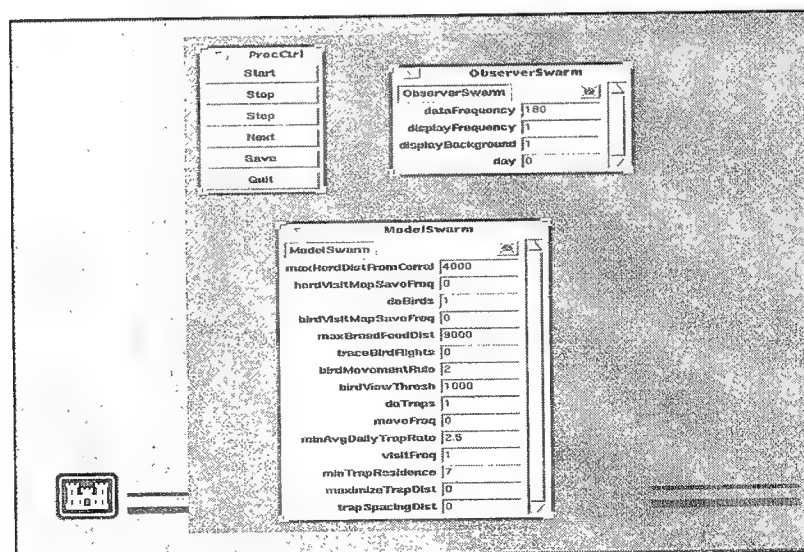 ProcCtrl
Start
Stop
Step
Next
Save
Quit
ObserverSwarm
ObserverSwarm
dataFrequency 180
displayFrequency 1
displayBackground 1
day 0
ModelSwarm
ModelSwarm
maxHerdDistFromCorral 4000
herdVisitMapSaveFreq 0
doBirds 1
birdVisitMapSaveFreq 0
maxBreedFeedDist 9000
traceBirdFlights 0
birdMovementRule 2
birdViewThresh 1000
doTraps 1
moveFreq 0
minAvgDailyTrapRate 2.5
visitFreq 1
minTrapResidence 7
maximizeTrapDist 0
trapSpacingDist 0